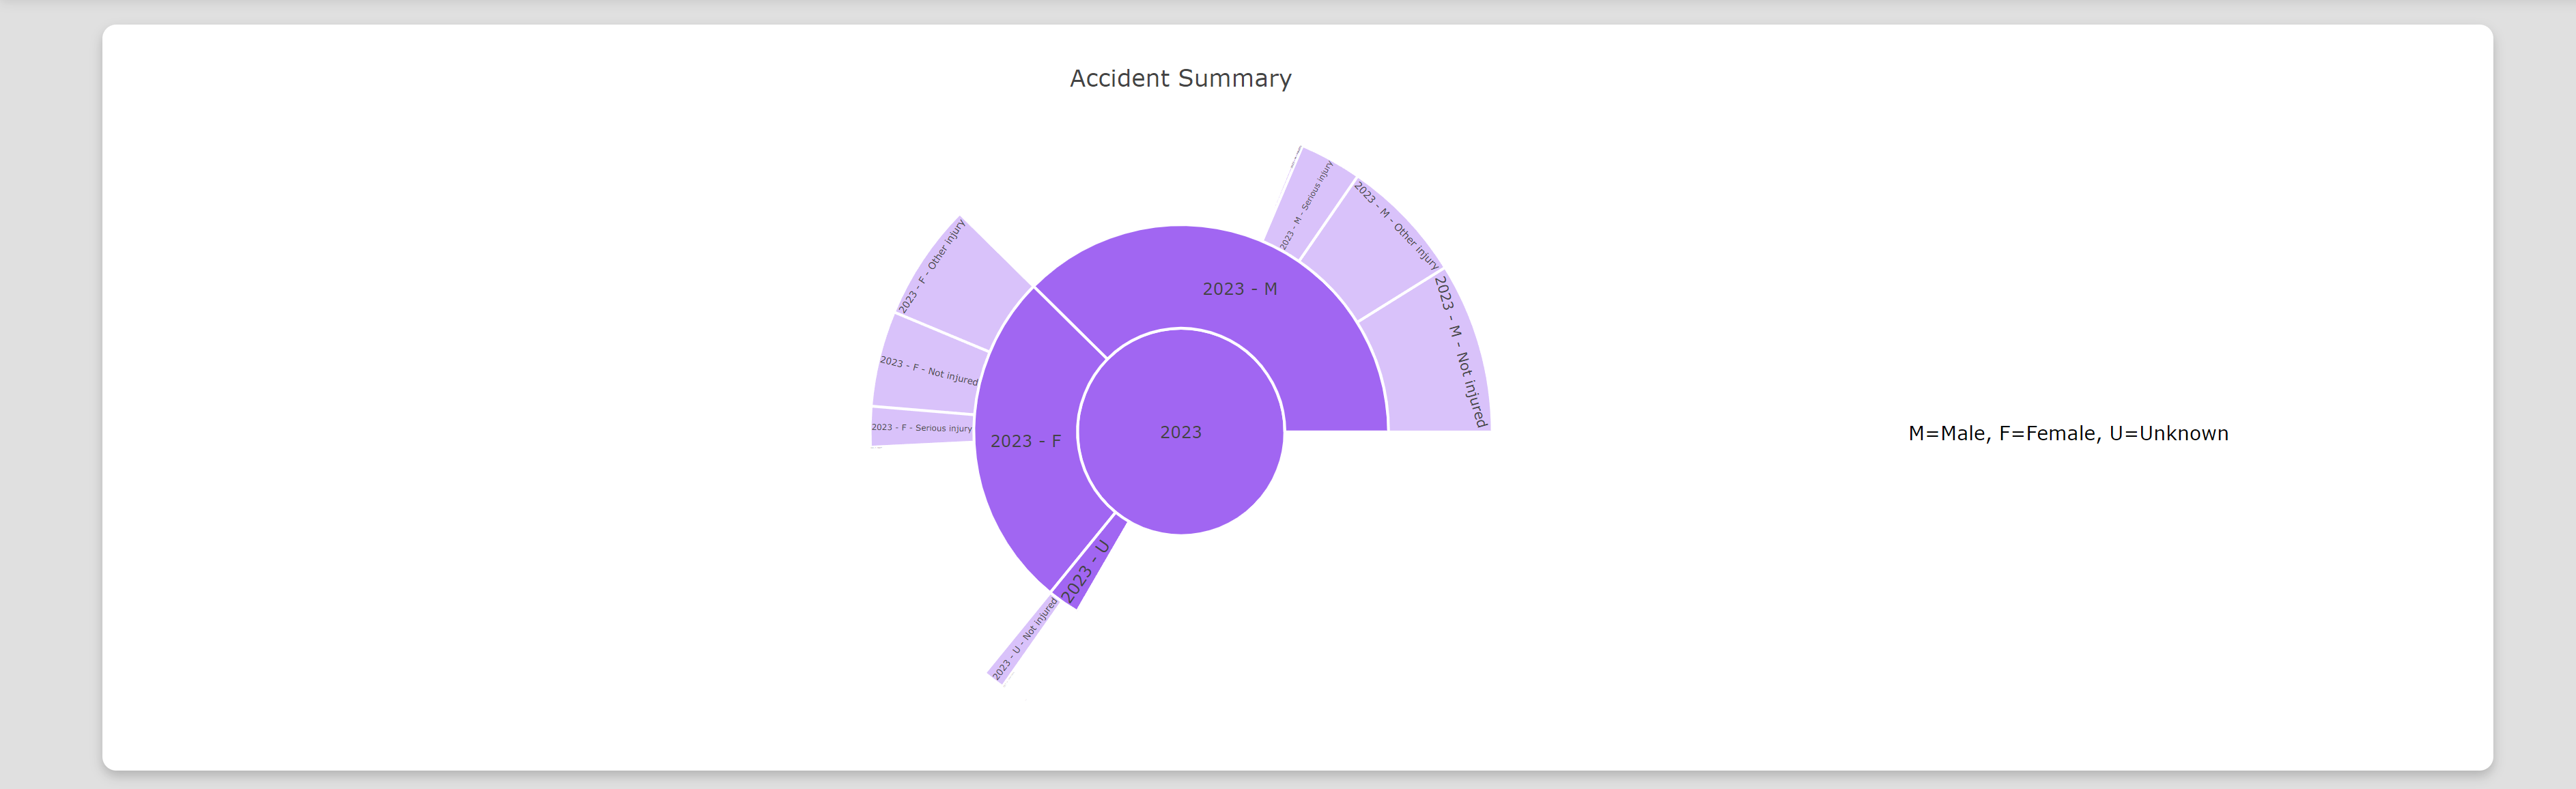 Accident Summary
2023 - M - Serious injury
2023 - M - Other injury
2023 - M - Not injured
2023 - M
2023 - F - Other injury
2023 - F - Not injured
2023 - F - Serious injury
2023 - F
2023
M=Male, F=Female, U=Unknown
2023 - U
2023 - U - Not injured